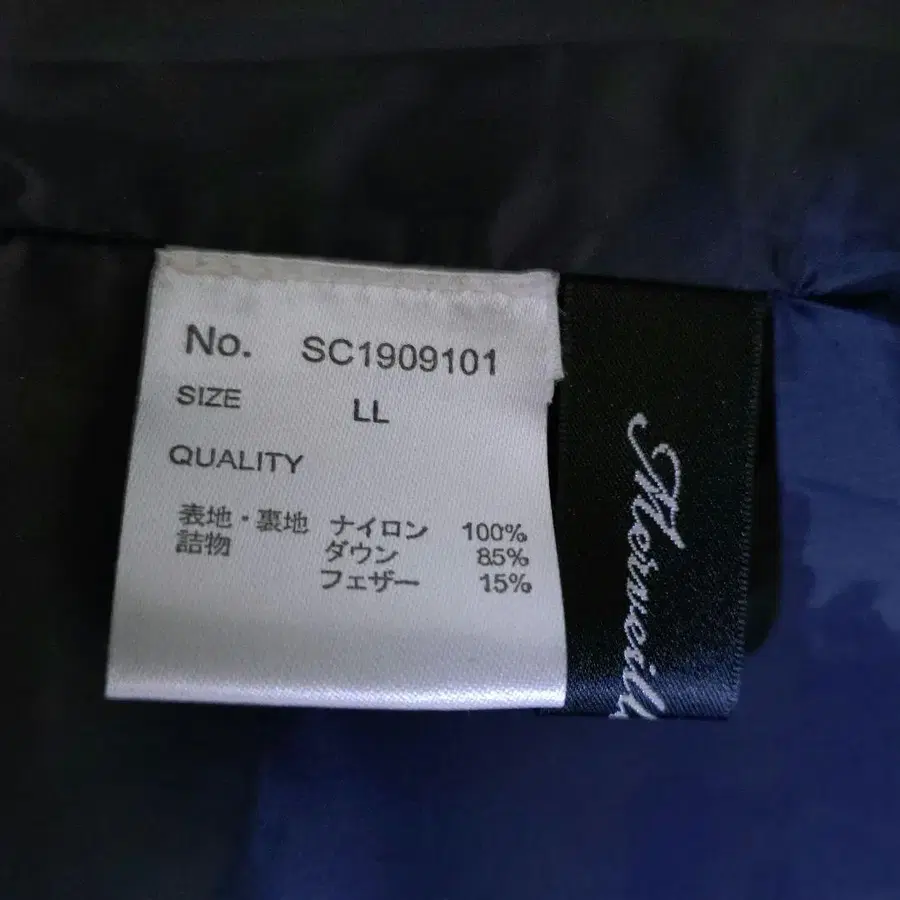 No. SC1909101
SIZE LL
QUALITY
表地・裏地 ナイロン 100%
詰物 ダウン 85%
フェザー 15%